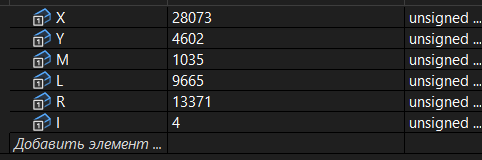 X 28073 unsigned ...
Y 4602 unsigned ...
M 1035 unsigned ...
L 9665 unsigned ...
R 13371 unsigned ...
I 4 unsigned ...
Добавить элемент ...